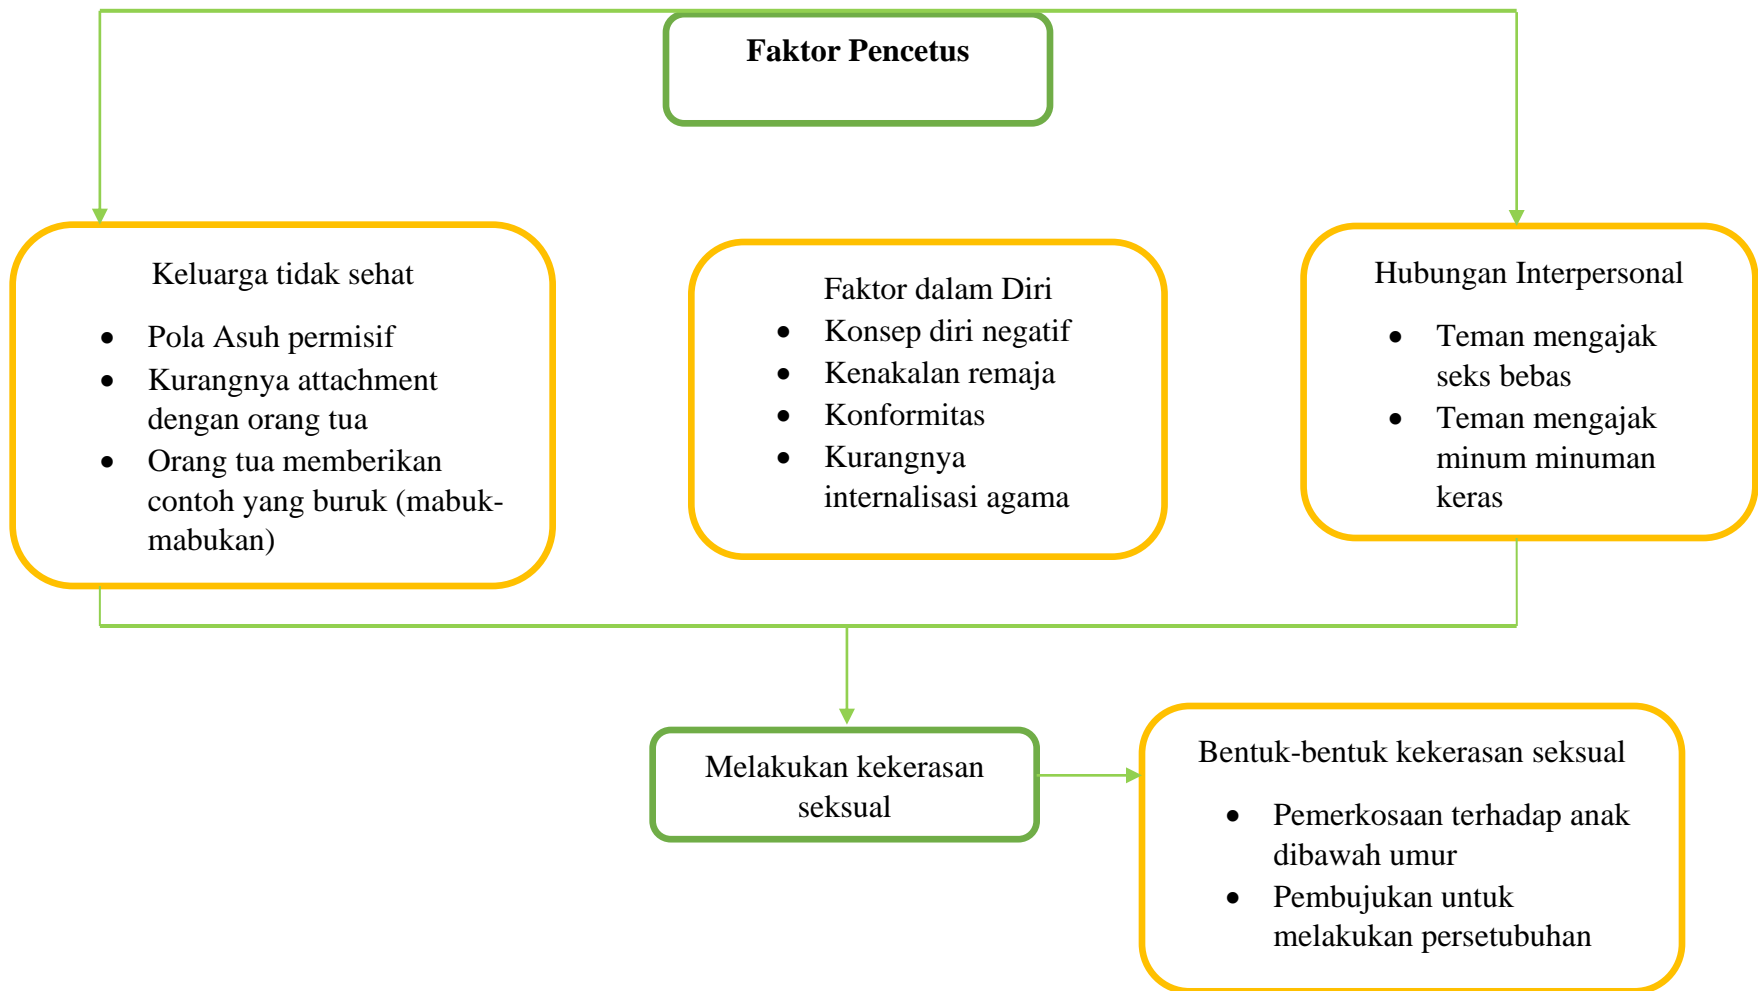 Faktor Pencetus
Keluarga tidak sehat
• Pola Asuh permisif
• Kurangnya attachment
dengan orang tua
• Orang tua memberikan
contoh yang buruk (mabuk-
mabukan)
Faktor dalam Diri
• Konsep diri negatif
• Kenakalan remaja
• Konformitas
• Kurangnya
internalisasi agama
Hubungan Interpersonal
• Teman mengajak
seks bebas
• Teman mengajak
minum minuman
keras
Melakukan kekerasan
seksual
Bentuk-bentuk kekerasan seksual
• Pemerkosaan terhadap anak
dibawah umur
• Pembujukan untuk
melakukan persetubuhan